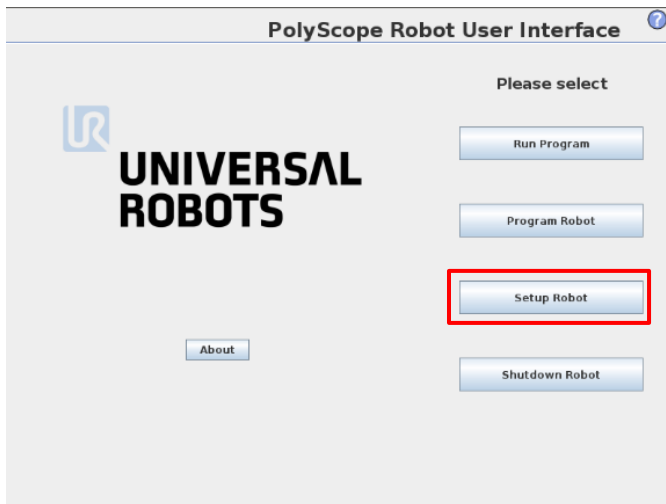 PolyScope Robot User Interface
?
Please select
UR
UNIVERSAL
ROBOTS
Run Program
Program Robot
Setup Robot
About
Shutdown Robot